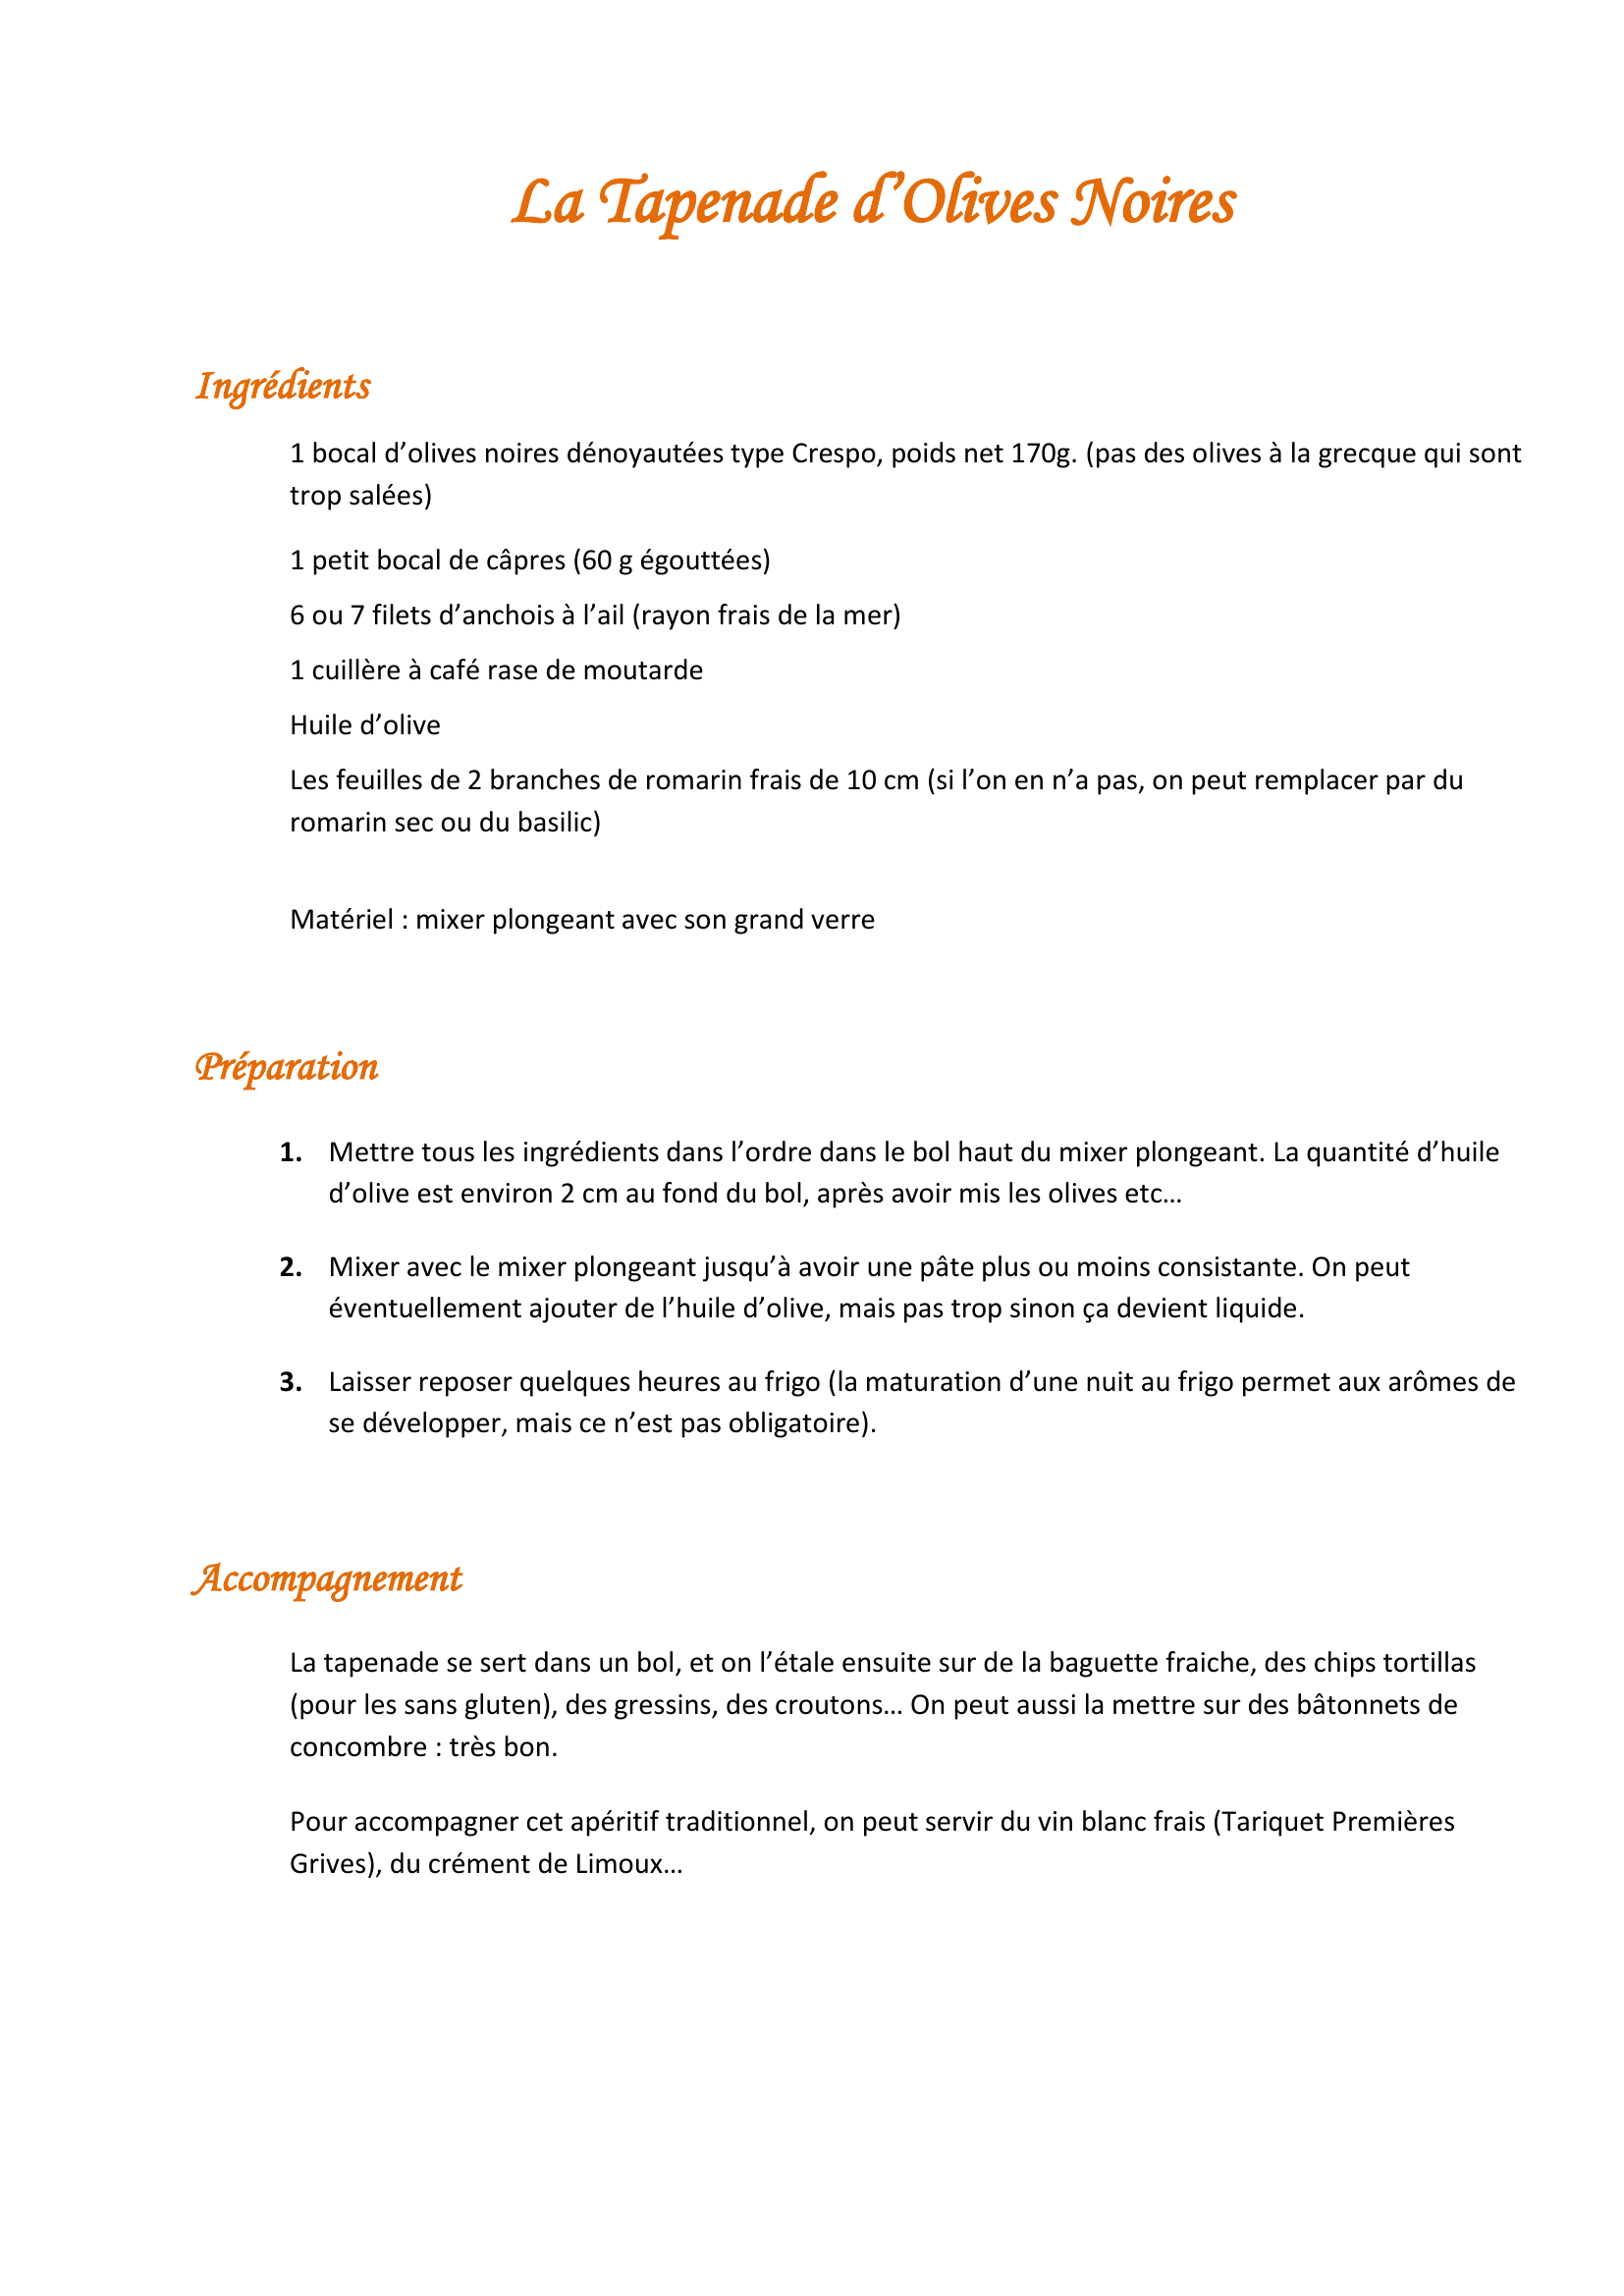 La Tapenade d’Olives Noires
Ingrédients
1 bocal d’olives noires dénoyautées type Crespo, poids net 170g. (pas des olives à la grecque qui sont
trop salées)
1 petit bocal de câpres (60 g égouttées)
6 ou 7 filets d’anchois à l’ail (rayon frais de la mer)
1 cuillère à café rase de moutarde
Huile d’olive
Les feuilles de 2 branches de romarin frais de 10 cm (si l’on en n’a pas, on peut remplacer par du
romarin sec ou du basilic)
Matériel : mixer plongeant avec son grand verre
Préparation
1. Mettre tous les ingrédients dans l’ordre dans le bol haut du mixer plongeant. La quantité d’huile
d’olive est environ 2 cm au fond du bol, après avoir mis les olives etc…
2. Mixer avec le mixer plongeant jusqu’à avoir une pâte plus ou moins consistante. On peut
éventuellement ajouter de l’huile d’olive, mais pas trop sinon ça devient liquide.
3. Laisser reposer quelques heures au frigo (la maturation d’une nuit au frigo permet aux arômes de
se développer, mais ce n’est pas obligatoire).
Accompagnement
La tapenade se sert dans un bol, et on l’étale ensuite sur de la baguette fraiche, des chips tortillas
(pour les sans gluten), des gressins, des croutons… On peut aussi la mettre sur des bâtonnets de
concombre : très bon.
Pour accompagner cet apéritif traditionnel, on peut servir du vin blanc frais (Tariquet Premières
Grives), du crément de Limoux…